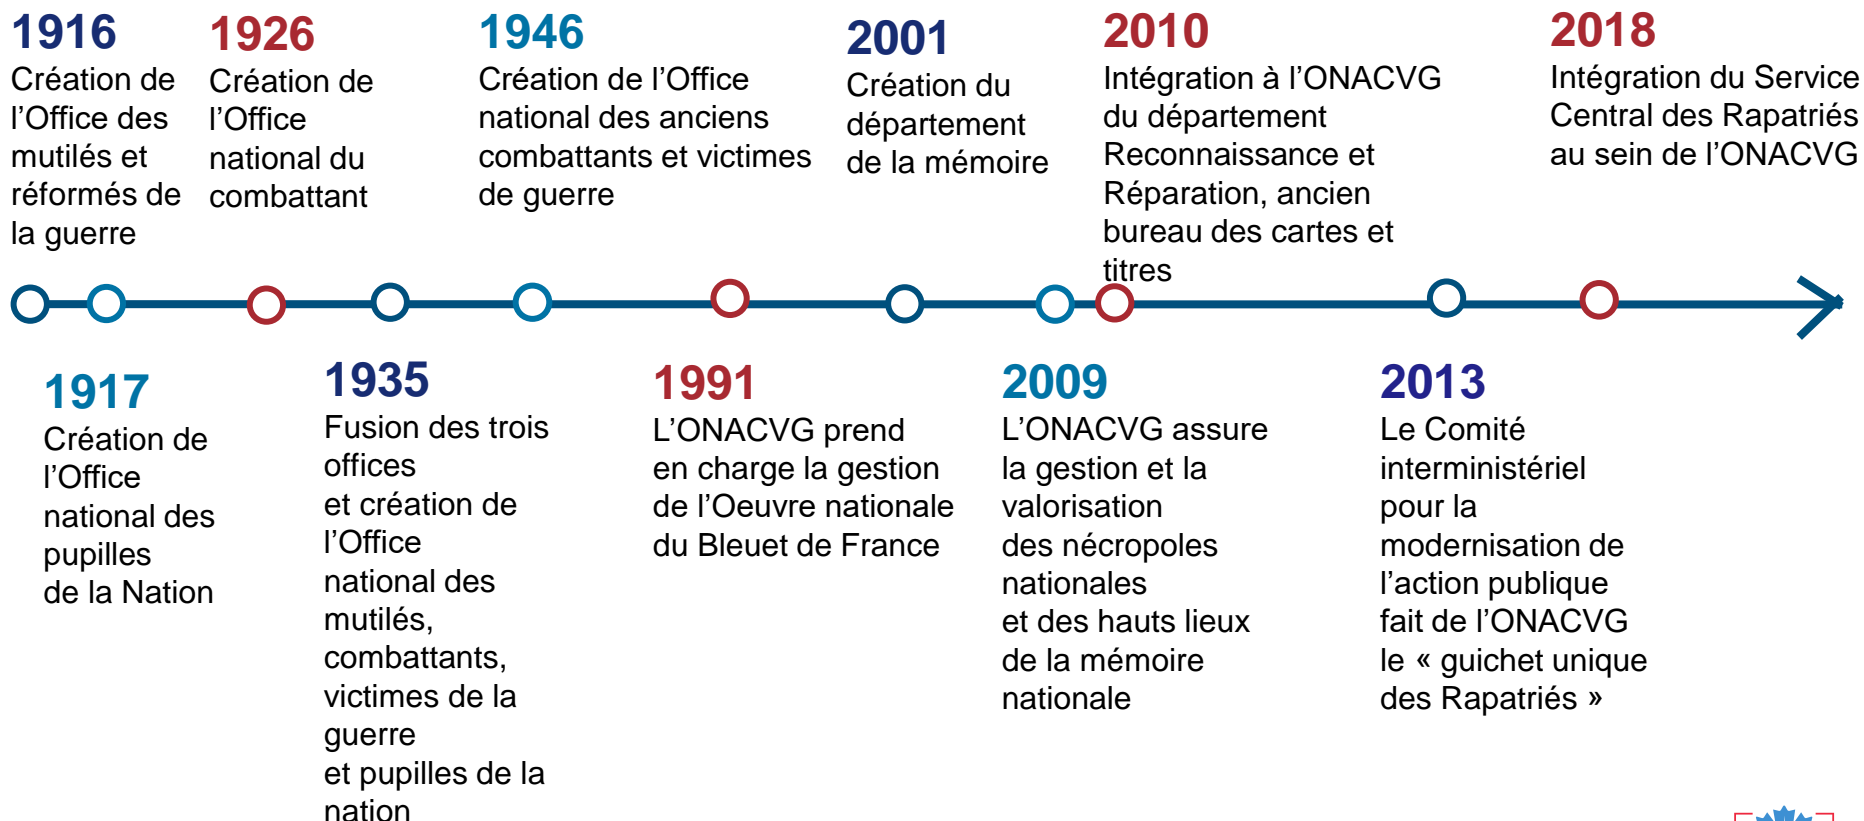 1916
Création de
l’Office des
mutilés et
réformés de
la guerre
1926
Création de
l’Office
national du
combattant
1946
Création de l’Office
national des anciens
combattants et victimes
de guerre
2001
Création du
département
de la mémoire
2010
Intégration à l’ONACVG
du département
Reconnaissance et
Réparation, ancien
bureau des cartes et
titres
2018
Intégration du Service
Central des Rapatriés
au sein de l’ONACVG
1917
Création de
l’Office
national des
pupilles
de la Nation
1935
Fusion des trois
offices
et création de
l’Office
national des
mutilés,
combattants,
victimes de la
guerre
et pupilles de la
nation
1991
L’ONACVG prend
en charge la gestion
de l’Oeuvre nationale
du Bleuet de France
2009
L’ONACVG assure
la gestion et la
valorisation
des nécropoles
nationales
et des hauts lieux
de la mémoire
nationale
2013
Le Comité
interministériel
pour la
modernisation de
l’action publique
fait de l’ONACVG
le « guichet unique
des Rapatriés »